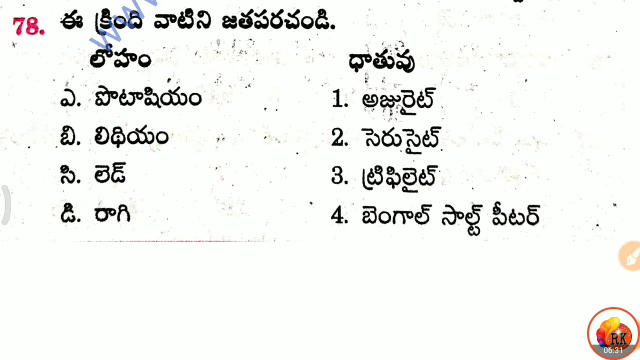 78. ఈ క్రింది వాటిని జతపరచండి.
లోహం ధాతువు
ఎ. పొటాషియం 1. అజురైట్
బి. లిథియం 2. సెరుసైట్
సి. లెడ్ 3. ట్రిఫిలైట్
డి. రాగి 4. బెంగాల్ సాల్ట్ పీటర్
RK
06:31